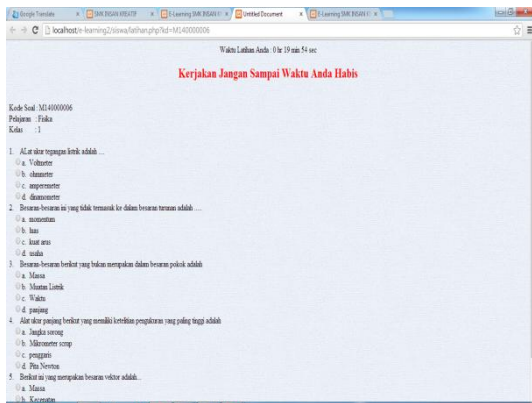 Google Translate
SMK INSAN KREATIF
E-Learning SMK INSAN K
Untitled Document
E-Learning SMK INSAN K
localhost/e-learning2/siswa/latihan.php?kd=M140000006
Waktu Latihan Anda : 0 hr 19 min 54 sec
Kerjakan Jangan Sampai Waktu Anda Habis
Kode Soal : M140000006
Pelajaran : Fisika
Kelas : 1
1. ALat ukur tegangan listrik adalah ....
a. Voltmeter
b. ohmmeter
c. amperemeter
d. dinamometer
2. Besaran-besaran ini yang tidak termasuk ke dalam besaran turunan adalah ....
a. momentum
b. luas
c. kuat arus
d. usaha
3. Besaran-besaran berikut yang bukan merupakan dalam besaran pokok adalah
a. Massa
b. Muatan Listrik
c. Waktu
d. panjang
4. Alat ukur panjang berikut yang memiliki ketelitian pengukuran yang paling tinggi adalah
a. Jangka sorong
b. Mikrometer scrup
c. penggaris
d. Pita Newton
5. Berikut ini yang merupakan besaran vektor adalah...
a. Massa
b. Kecepatan